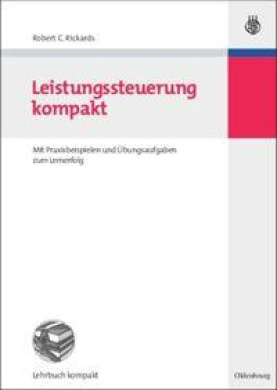 Robert C. Rickards
Leistungssteuerung
kompakt
Mit Praxisbeispielen und Übungsaufgaben
zum Lernerfolg
Lehrbuch kompakt
Oldenbourg